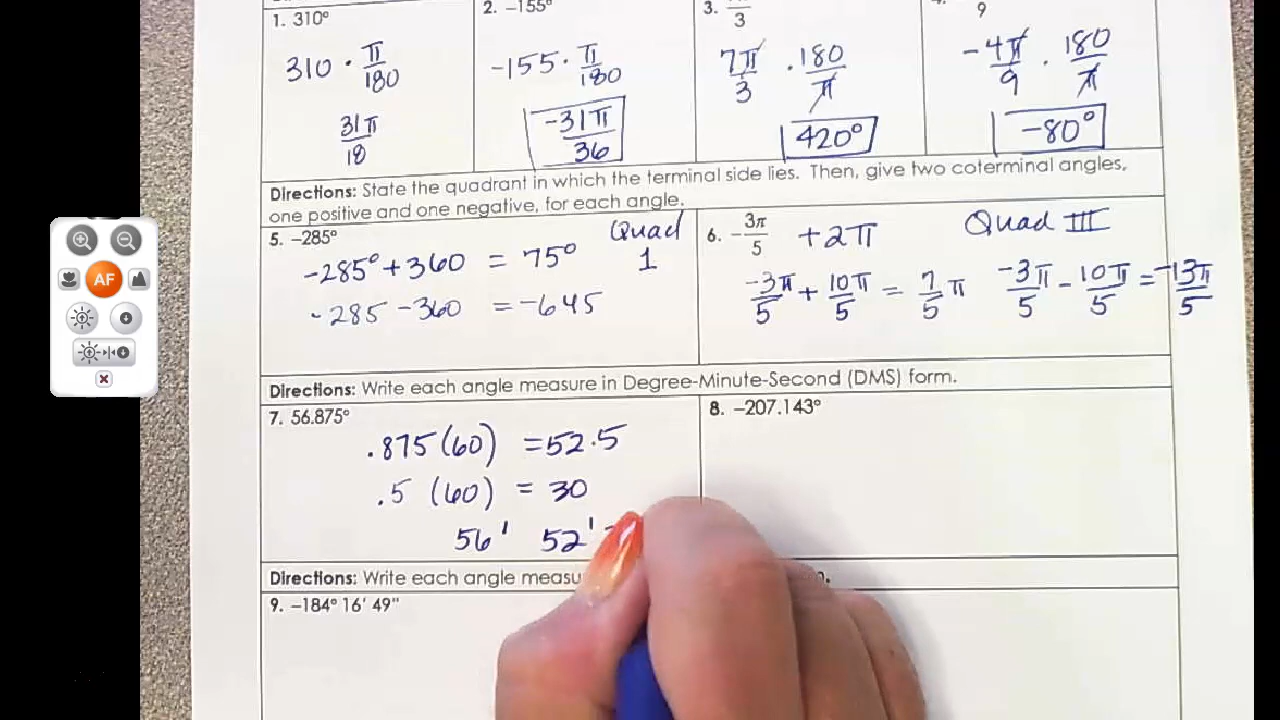 1. 310°
2. −155°
3.
3
9
310 · π/180
-155 · π/180
7π/3 · 180/π
-4π/9 · 180/π
31π/18
-31π/36
420°
-80°
Directions: State the quadrant in which the terminal side lies. Then, give two coterminal angles,
one positive and one negative, for each angle.
5. −285°
Quad
1
-285° + 360 = 75°
-285 - 360 = -645
6. −3π/5 + 2π
Quad III
-3π/5 + 10π/5 = 7/5 π
-3π/5 - 10π/5 = -13π/5
Directions: Write each angle measure in Degree-Minute-Second (DMS) form.
7. 56.875°
.875 (60) = 52.5
.5 (60) = 30
56' 52'
8. −207.143°
Directions: Write each angle
9. −184° 16' 49"
AF